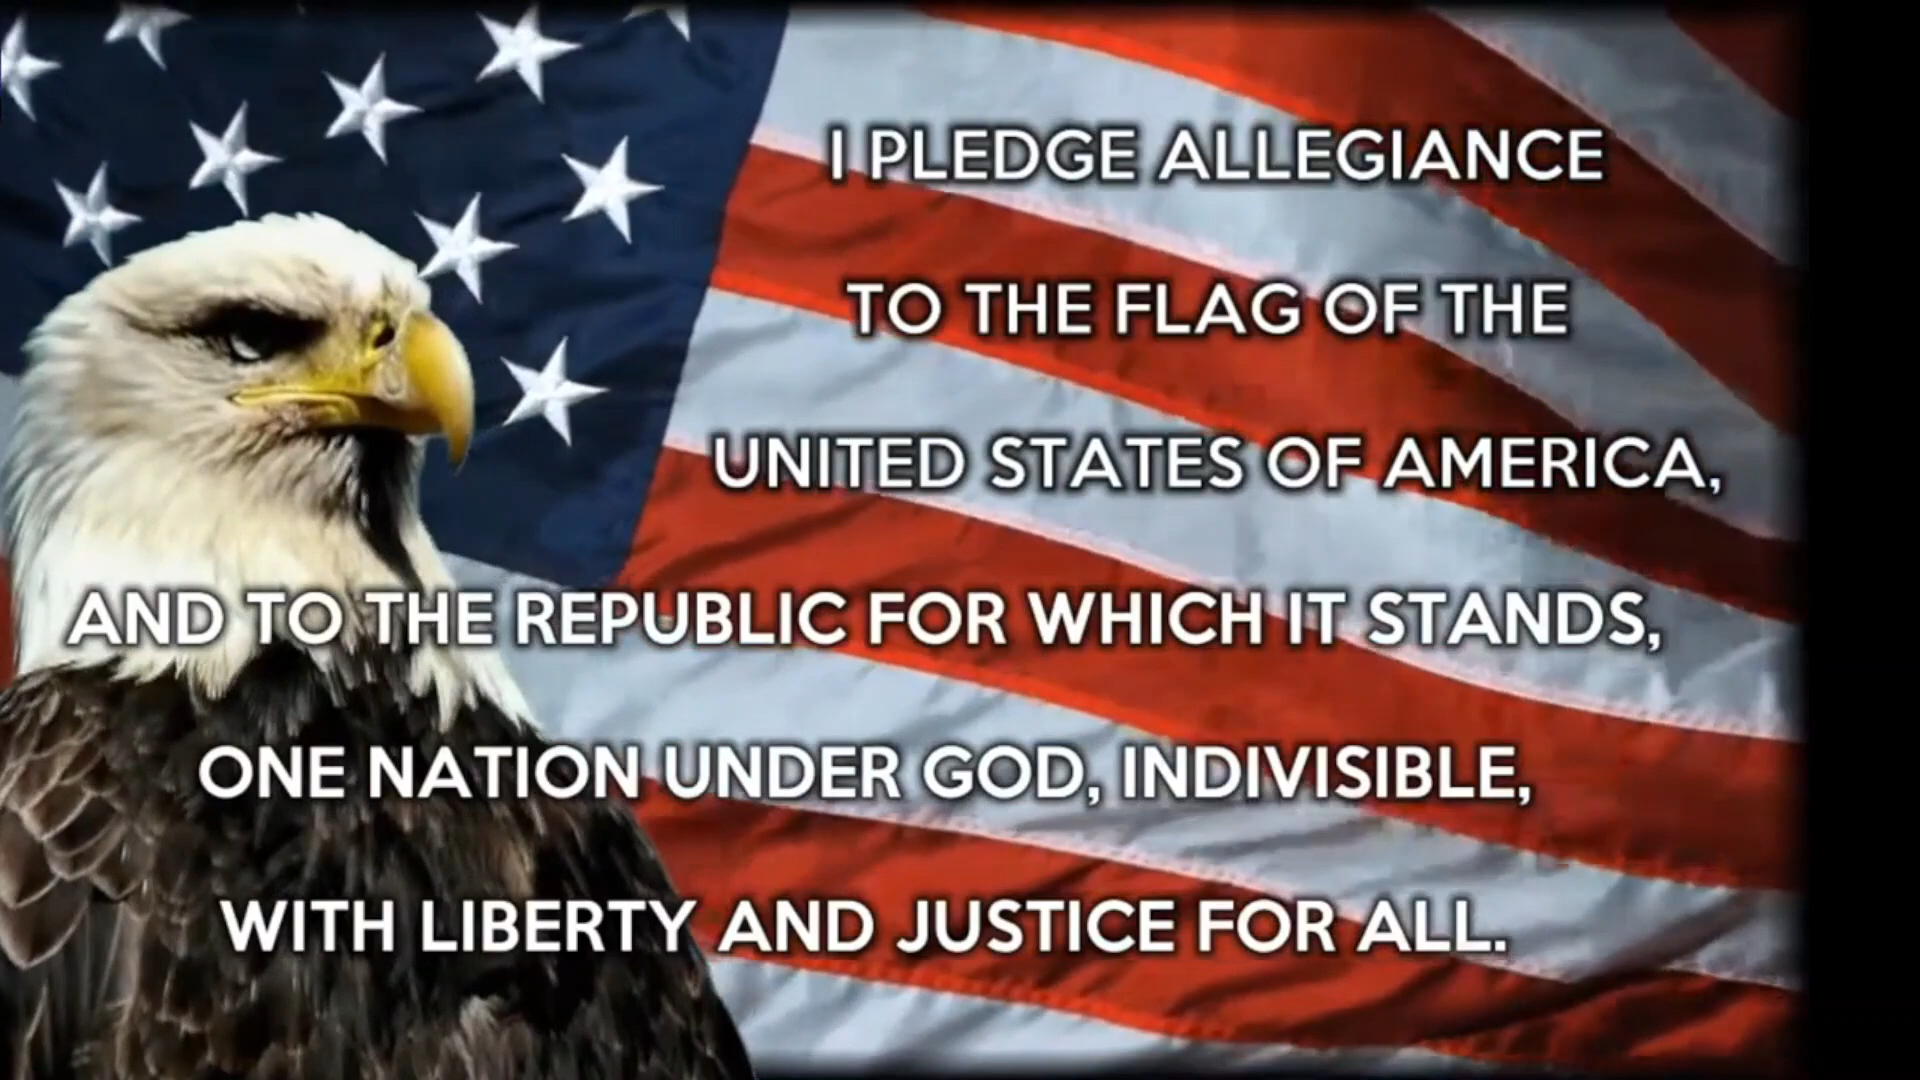 I PLEDGE ALLEGIANCE
TO THE FLAG OF THE
UNITED STATES OF AMERICA,
AND TO THE REPUBLIC FOR WHICH IT STANDS,
ONE NATION UNDER GOD, INDIVISIBLE,
WITH LIBERTY AND JUSTICE FOR ALL.